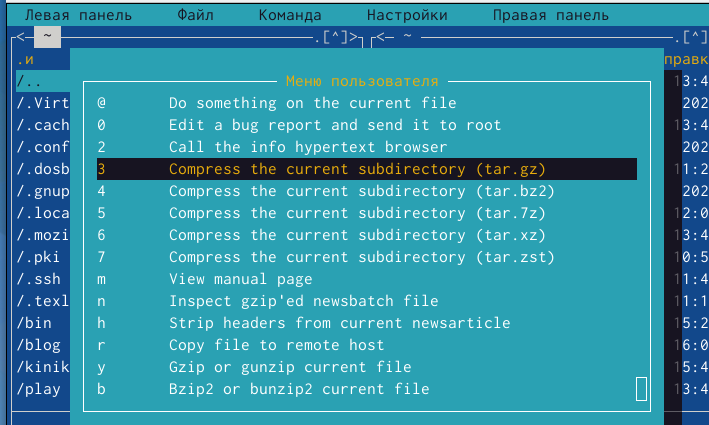 Левая панель Файл Команда Настройки Правая панель
<─ ~ .[^]> <─ ~ .[^]
.и правк
/.. 13:4
/.Virt 202
/.cach 13:4
/.conf 202
/.dosb 11:2
/.gnup 202
/.loca 12:0
/.mozi 13:4
/.pki 10:5
/.ssh 11:4
/.texl 11:1
/bin 15:2
/blog 16:0
/kinik 15:4
/play 13:4
Меню пользователя
@ Do something on the current file
0 Edit a bug report and send it to root
2 Call the info hypertext browser
3 Compress the current subdirectory (tar.gz)
4 Compress the current subdirectory (tar.bz2)
5 Compress the current subdirectory (tar.7z)
6 Compress the current subdirectory (tar.xz)
7 Compress the current subdirectory (tar.zst)
m View manual page
n Inspect gzip'ed newsbatch file
h Strip headers from current newsarticle
r Copy file to remote host
y Gzip or gunzip current file
b Bzip2 or bunzip2 current file